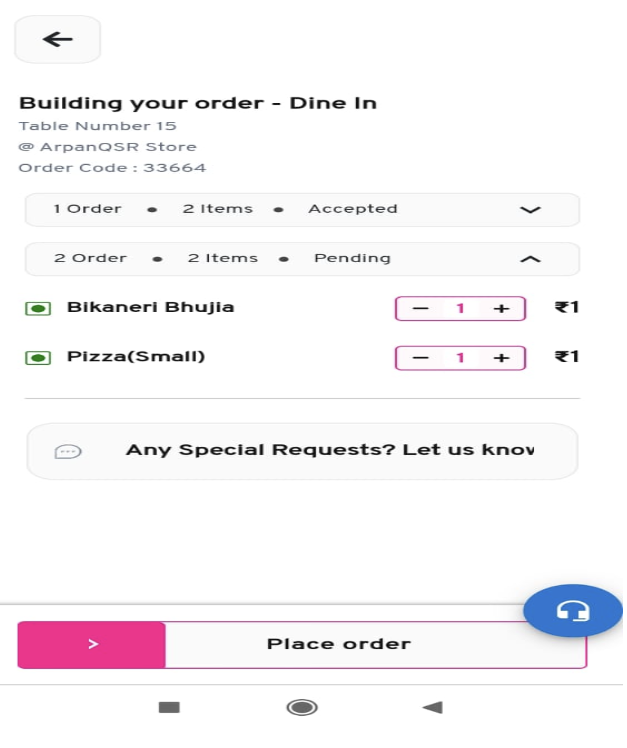 Building your order - Dine In
Table Number 15
@ ArpanQSR Store
Order Code : 33664
1 Order • 2 Items • Accepted
2 Order • 2 Items • Pending
Bikaneri Bhujia − 1 + ₹1
Pizza(Small) − 1 + ₹1
Any Special Requests? Let us know
> Place order